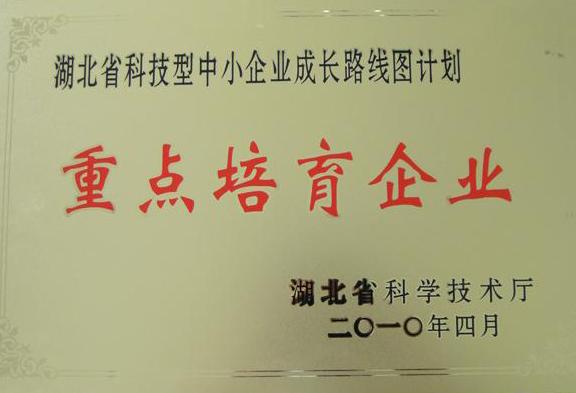 湖北省科技型中小企业成长路线图计划
重点培育企业
湖北省科学技术厅
二〇一〇年四月